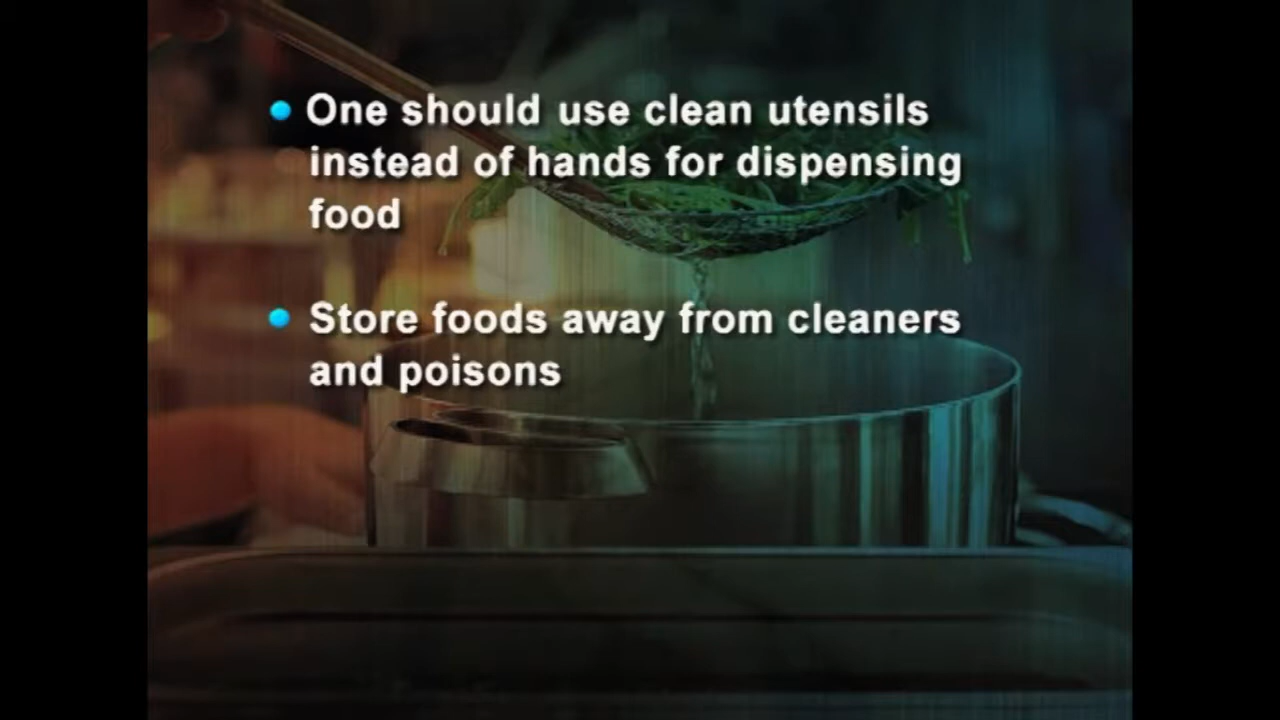 One should use clean utensils
instead of hands for dispensing
food
Store foods away from cleaners
and poisons